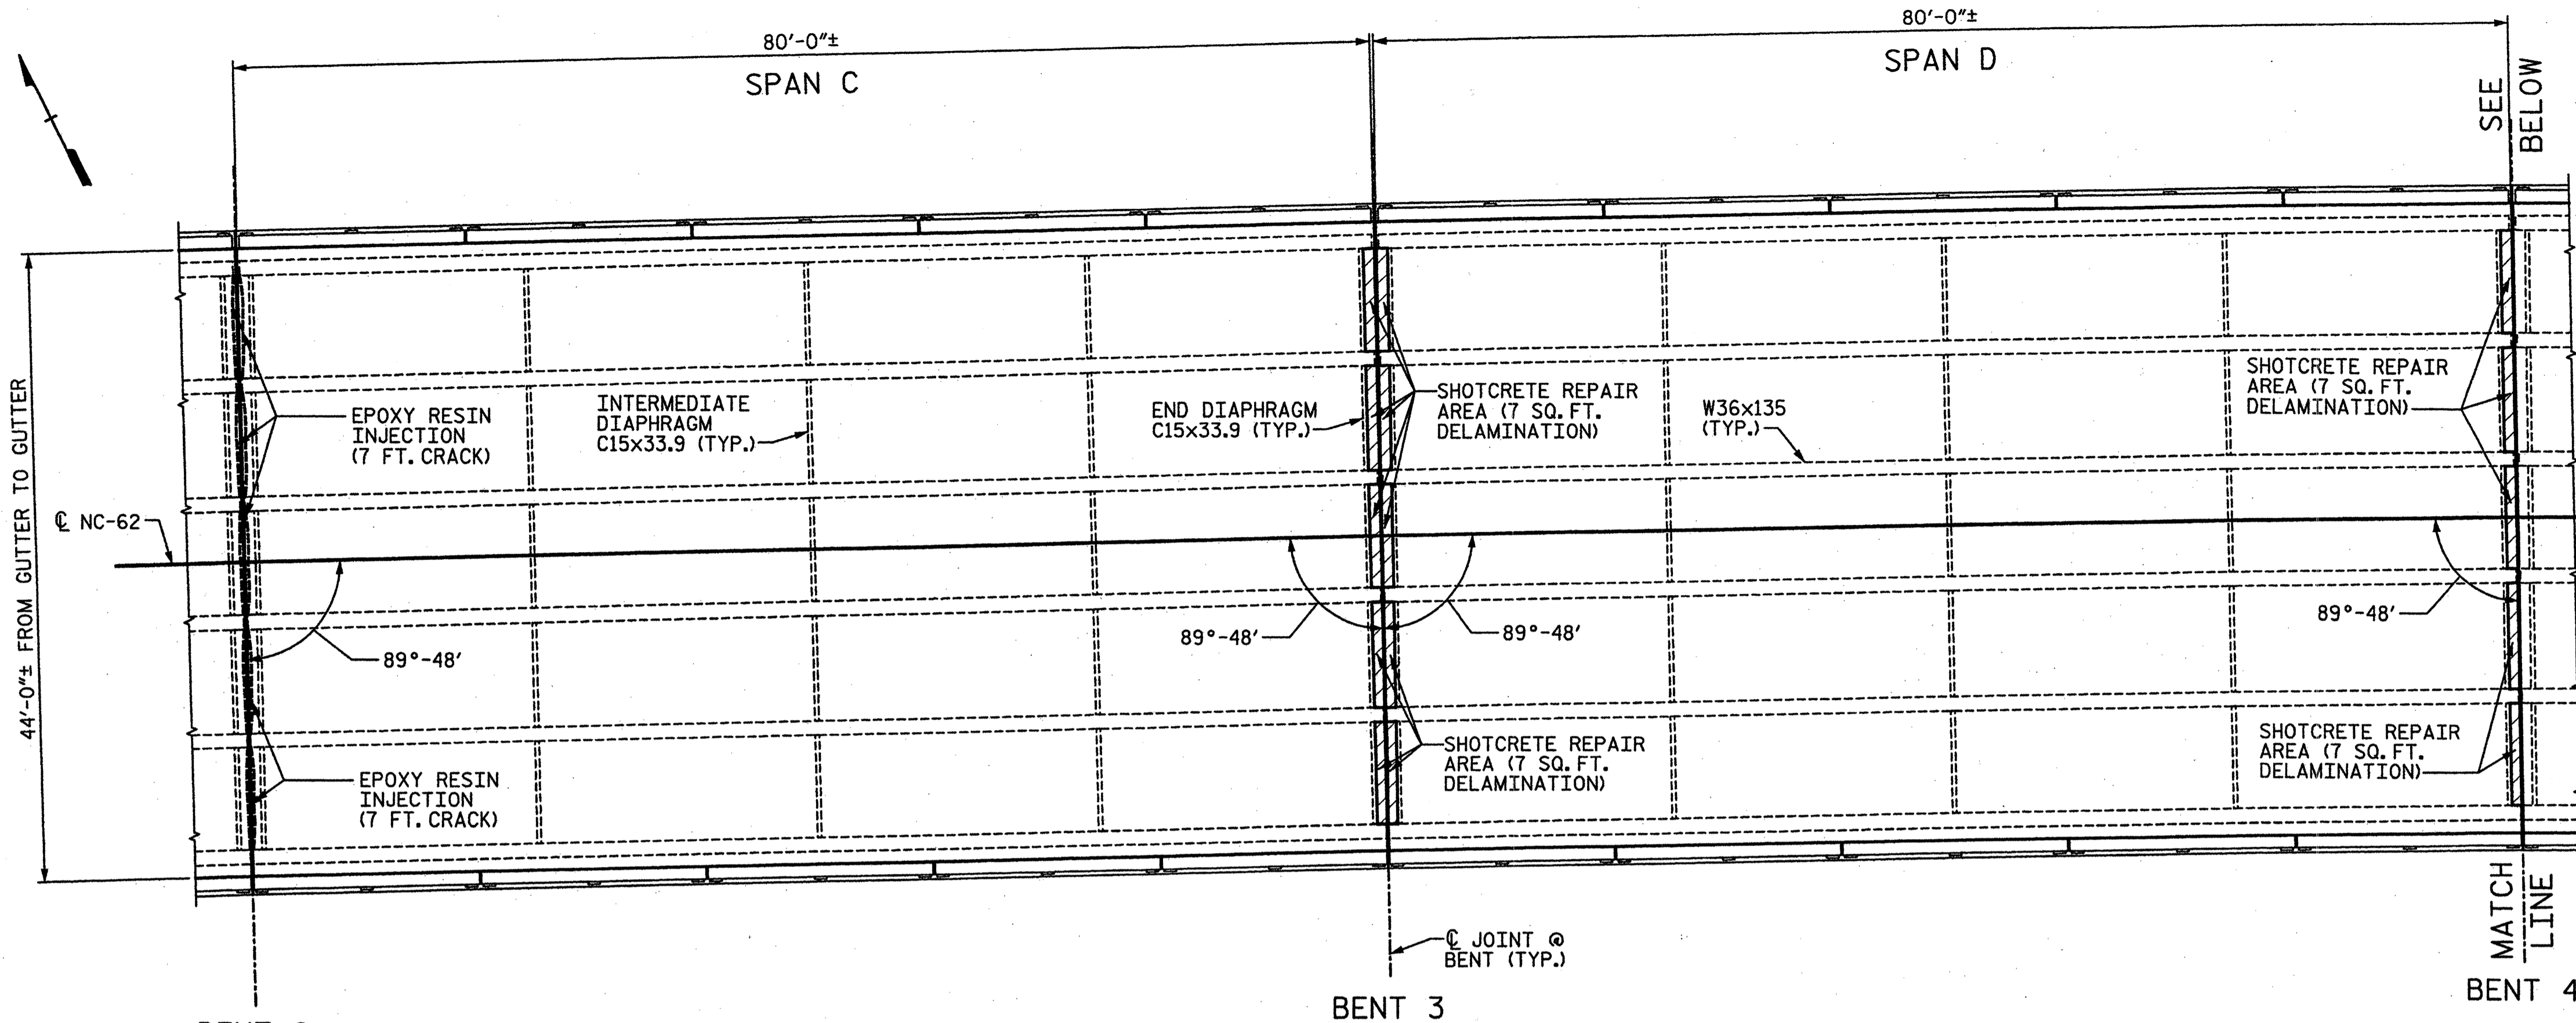 80'-0"±
SPAN C
80'-0"±
SPAN D
SEE
BELOW
44'-0"± FROM GUTTER TO GUTTER
℄ NC-62
EPOXY RESIN
INJECTION
(7 FT. CRACK)
INTERMEDIATE
DIAPHRAGM
C15x33.9 (TYP.)
END DIAPHRAGM
C15x33.9 (TYP.)
SHOTCRETE REPAIR
AREA (7 SQ. FT.
DELAMINATION)
W36x135
(TYP.)
SHOTCRETE REPAIR
AREA (7 SQ. FT.
DELAMINATION)
89°-48'
89°-48'
89°-48'
89°-48'
EPOXY RESIN
INJECTION
(7 FT. CRACK)
SHOTCRETE REPAIR
AREA (7 SQ. FT.
DELAMINATION)
SHOTCRETE REPAIR
AREA (7 SQ. FT.
DELAMINATION)
℄ JOINT @
BENT (TYP.)
MATCH
LINE
BENT 3
BENT 4